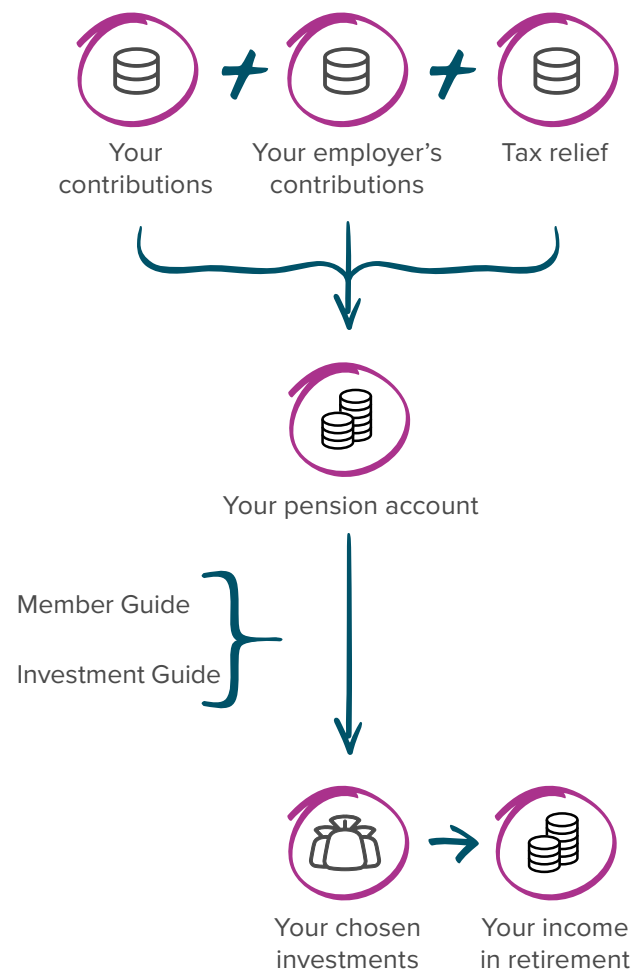 Your
contributions
Your employer's
contributions
Tax relief
Your pension account
Member Guide
Investment Guide
Your chosen
investments
Your income
in retirement